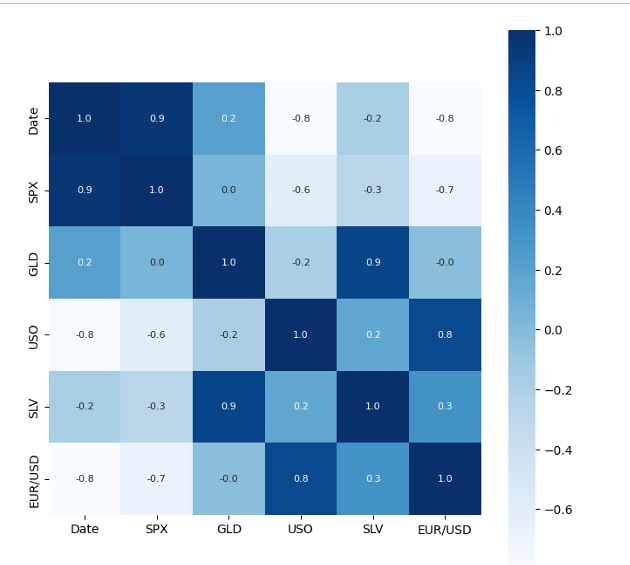 Date 1.0 0.9 0.2 -0.8 -0.2 -0.8
SPX 0.9 1.0 0.0 -0.6 -0.3 -0.7
GLD 0.2 0.0 1.0 -0.2 0.9 -0.0
USO -0.8 -0.6 -0.2 1.0 0.2 0.8
SLV -0.2 -0.3 0.9 0.2 1.0 0.3
EUR/USD -0.8 -0.7 -0.0 0.8 0.3 1.0
Date SPX GLD USO SLV EUR/USD
1.0
0.8
0.6
0.4
0.2
0.0
−0.2
−0.4
−0.6